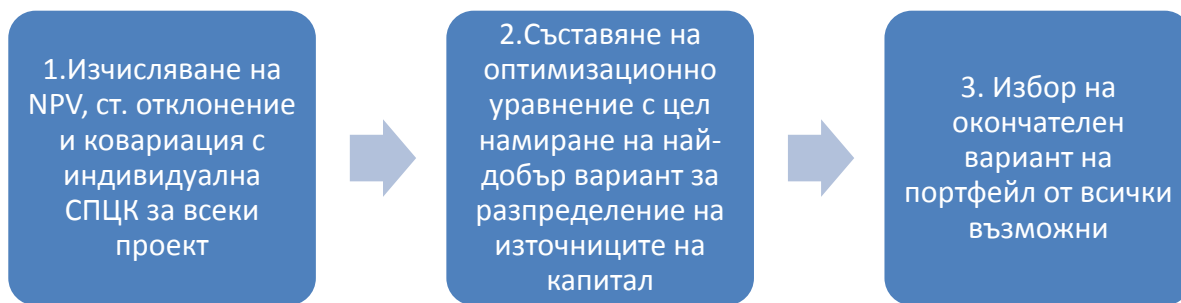 1.Изчисляване на
NPV, ст. отклонение
и ковариация с
индивидуална
СПЦК за всеки
проект
2.Съставяне на
оптимизационно
уравнение с цел
намиране на най-
добър вариант за
разпределение на
източниците на
капитал
3. Избор на
окончателен
вариант на
портфейл от всички
възможни